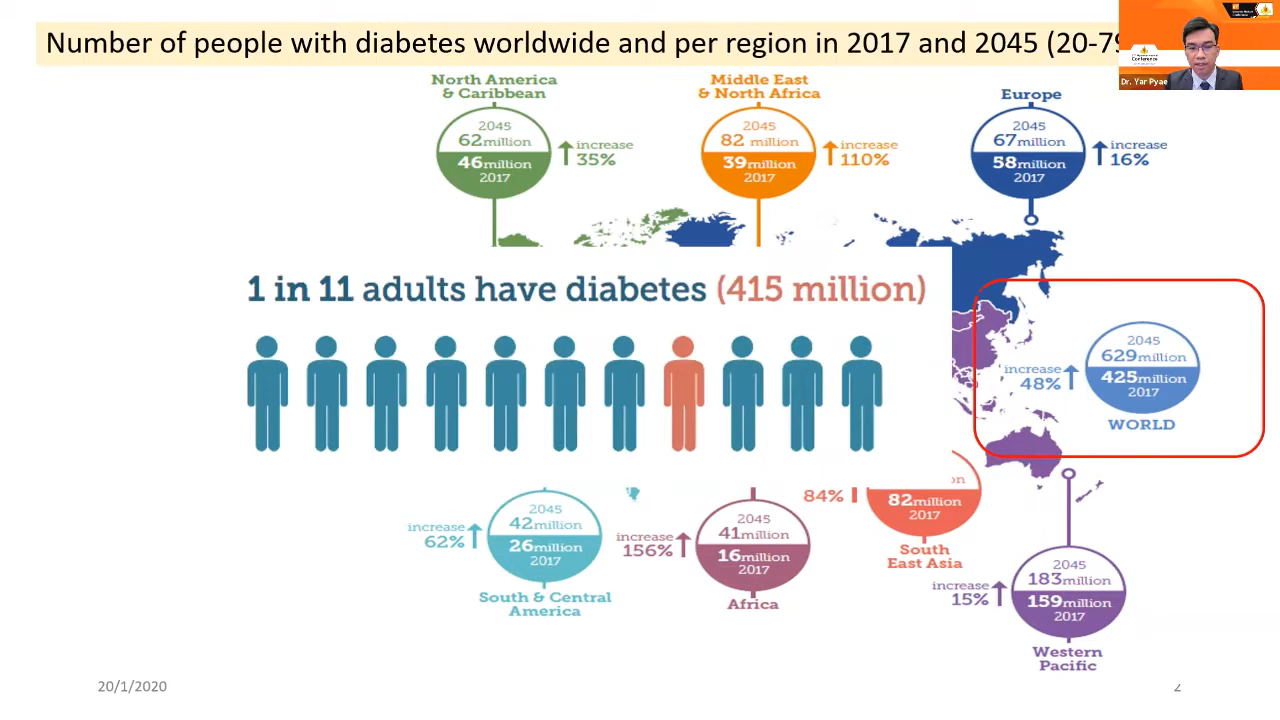 Number of people with diabetes worldwide and per region in 2017 and 2045 (20-79
Conference
Dr. Yar Pyae
North America
& Caribbean
2045
62 million
46 million
2017
increase
35%
Middle East
& North Africa
2045
82 million
39 million
2017
increase
110%
Europe
2045
67 million
58 million
2017
increase
16%
1 in 11 adults have diabetes (415 million)
increase
48%
2045
629 million
425 million
2017
WORLD
increase
62%
2045
42 million
26 million
2017
South & Central
America
increase
156%
2045
41 million
16 million
2017
Africa
84%
82 million
2017
South
East Asia
increase
15%
2045
183 million
159 million
2017
Western
Pacific
20/1/2020
2